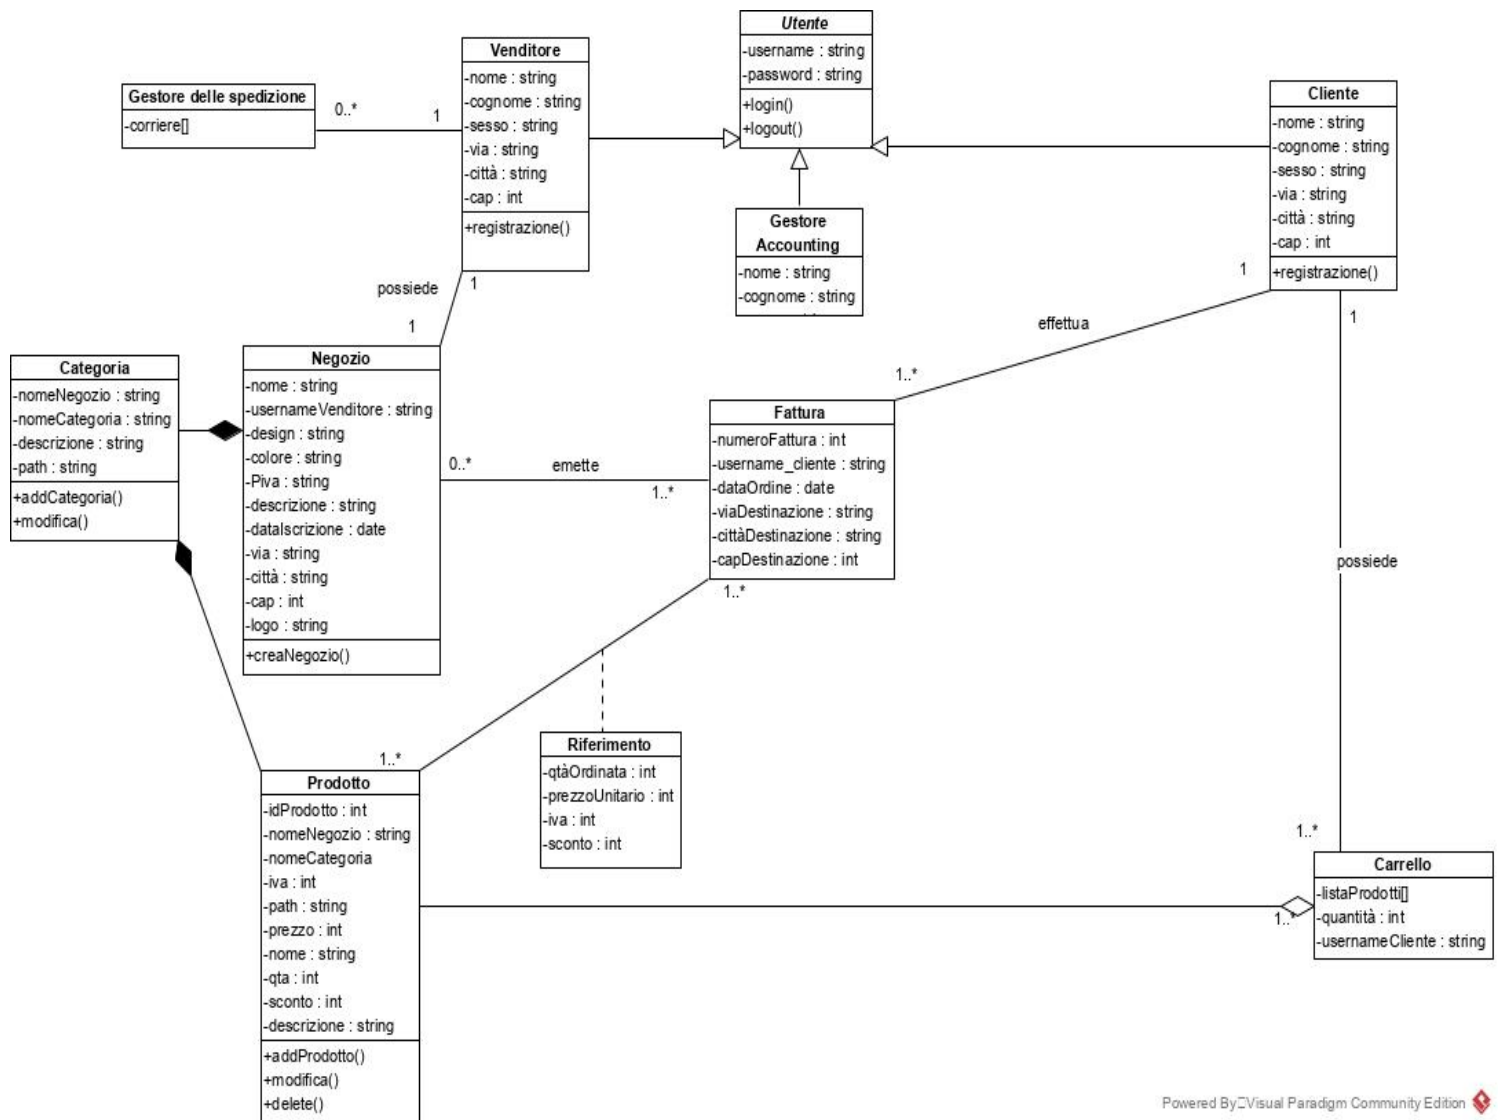 Utente
-username : string
-password : string
+login()
+logout()
Venditore
-nome : string
-cognome : string
-sesso : string
-via : string
-città : string
-cap : int
+registrazione()
Gestore delle spedizione
-corriere[]
0..*
1
Cliente
-nome : string
-cognome : string
-sesso : string
-via : string
-città : string
-cap : int
+registrazione()
Gestore
Accounting
-nome : string
-cognome : string
possiede
1
1
effettua
1
1..*
1
possiede
1..*
Categoria
-nomeNegozio : string
-nomeCategoria : string
-descrizione : string
-path : string
+addCategoria()
+modifica()
Negozio
-nome : string
-usernameVenditore : string
-design : string
-colore : string
-Piva : string
-descrizione : string
-dataIscrizione : date
-via : string
-città : string
-cap : int
-logo : string
+creaNegozio()
0..*
emette
1..*
Fattura
-numeroFattura : int
-username_cliente : string
-dataOrdine : date
-viaDestinazione : string
-cittàDestinazione : string
-capDestinazione : int
1..*
1..*
Riferimento
-qtàOrdinata : int
-prezzoUnitario : int
-iva : int
-sconto : int
Prodotto
-idProdotto : int
-nomeNegozio : string
-nomeCategoria
-iva : int
-path : string
-prezzo : int
-nome : string
-qta : int
-sconto : int
-descrizione : string
+addProdotto()
+modifica()
+delete()
Carrello
-listaProdotti[]
-quantità : int
-usernameCliente : string
1..*
Powered By Visual Paradigm Community Edition